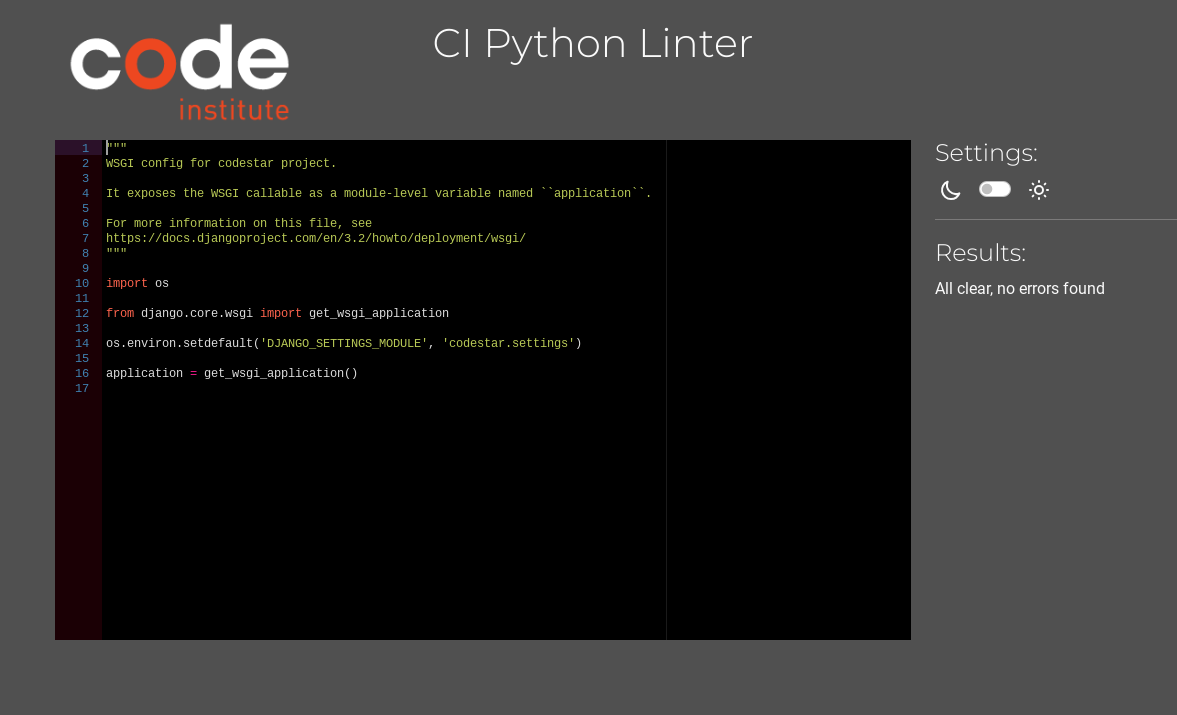 code
institute
CI Python Linter
1 """
2 WSGI config for codestar project.
3
4 It exposes the WSGI callable as a module-level variable named ``application``.
5
6 For more information on this file, see
7 https://docs.djangoproject.com/en/3.2/howto/deployment/wsgi/
8 """
9
10 import os
11
12 from django.core.wsgi import get_wsgi_application
13
14 os.environ.setdefault('DJANGO_SETTINGS_MODULE', 'codestar.settings')
15
16 application = get_wsgi_application()
17
Settings:
Results:
All clear, no errors found